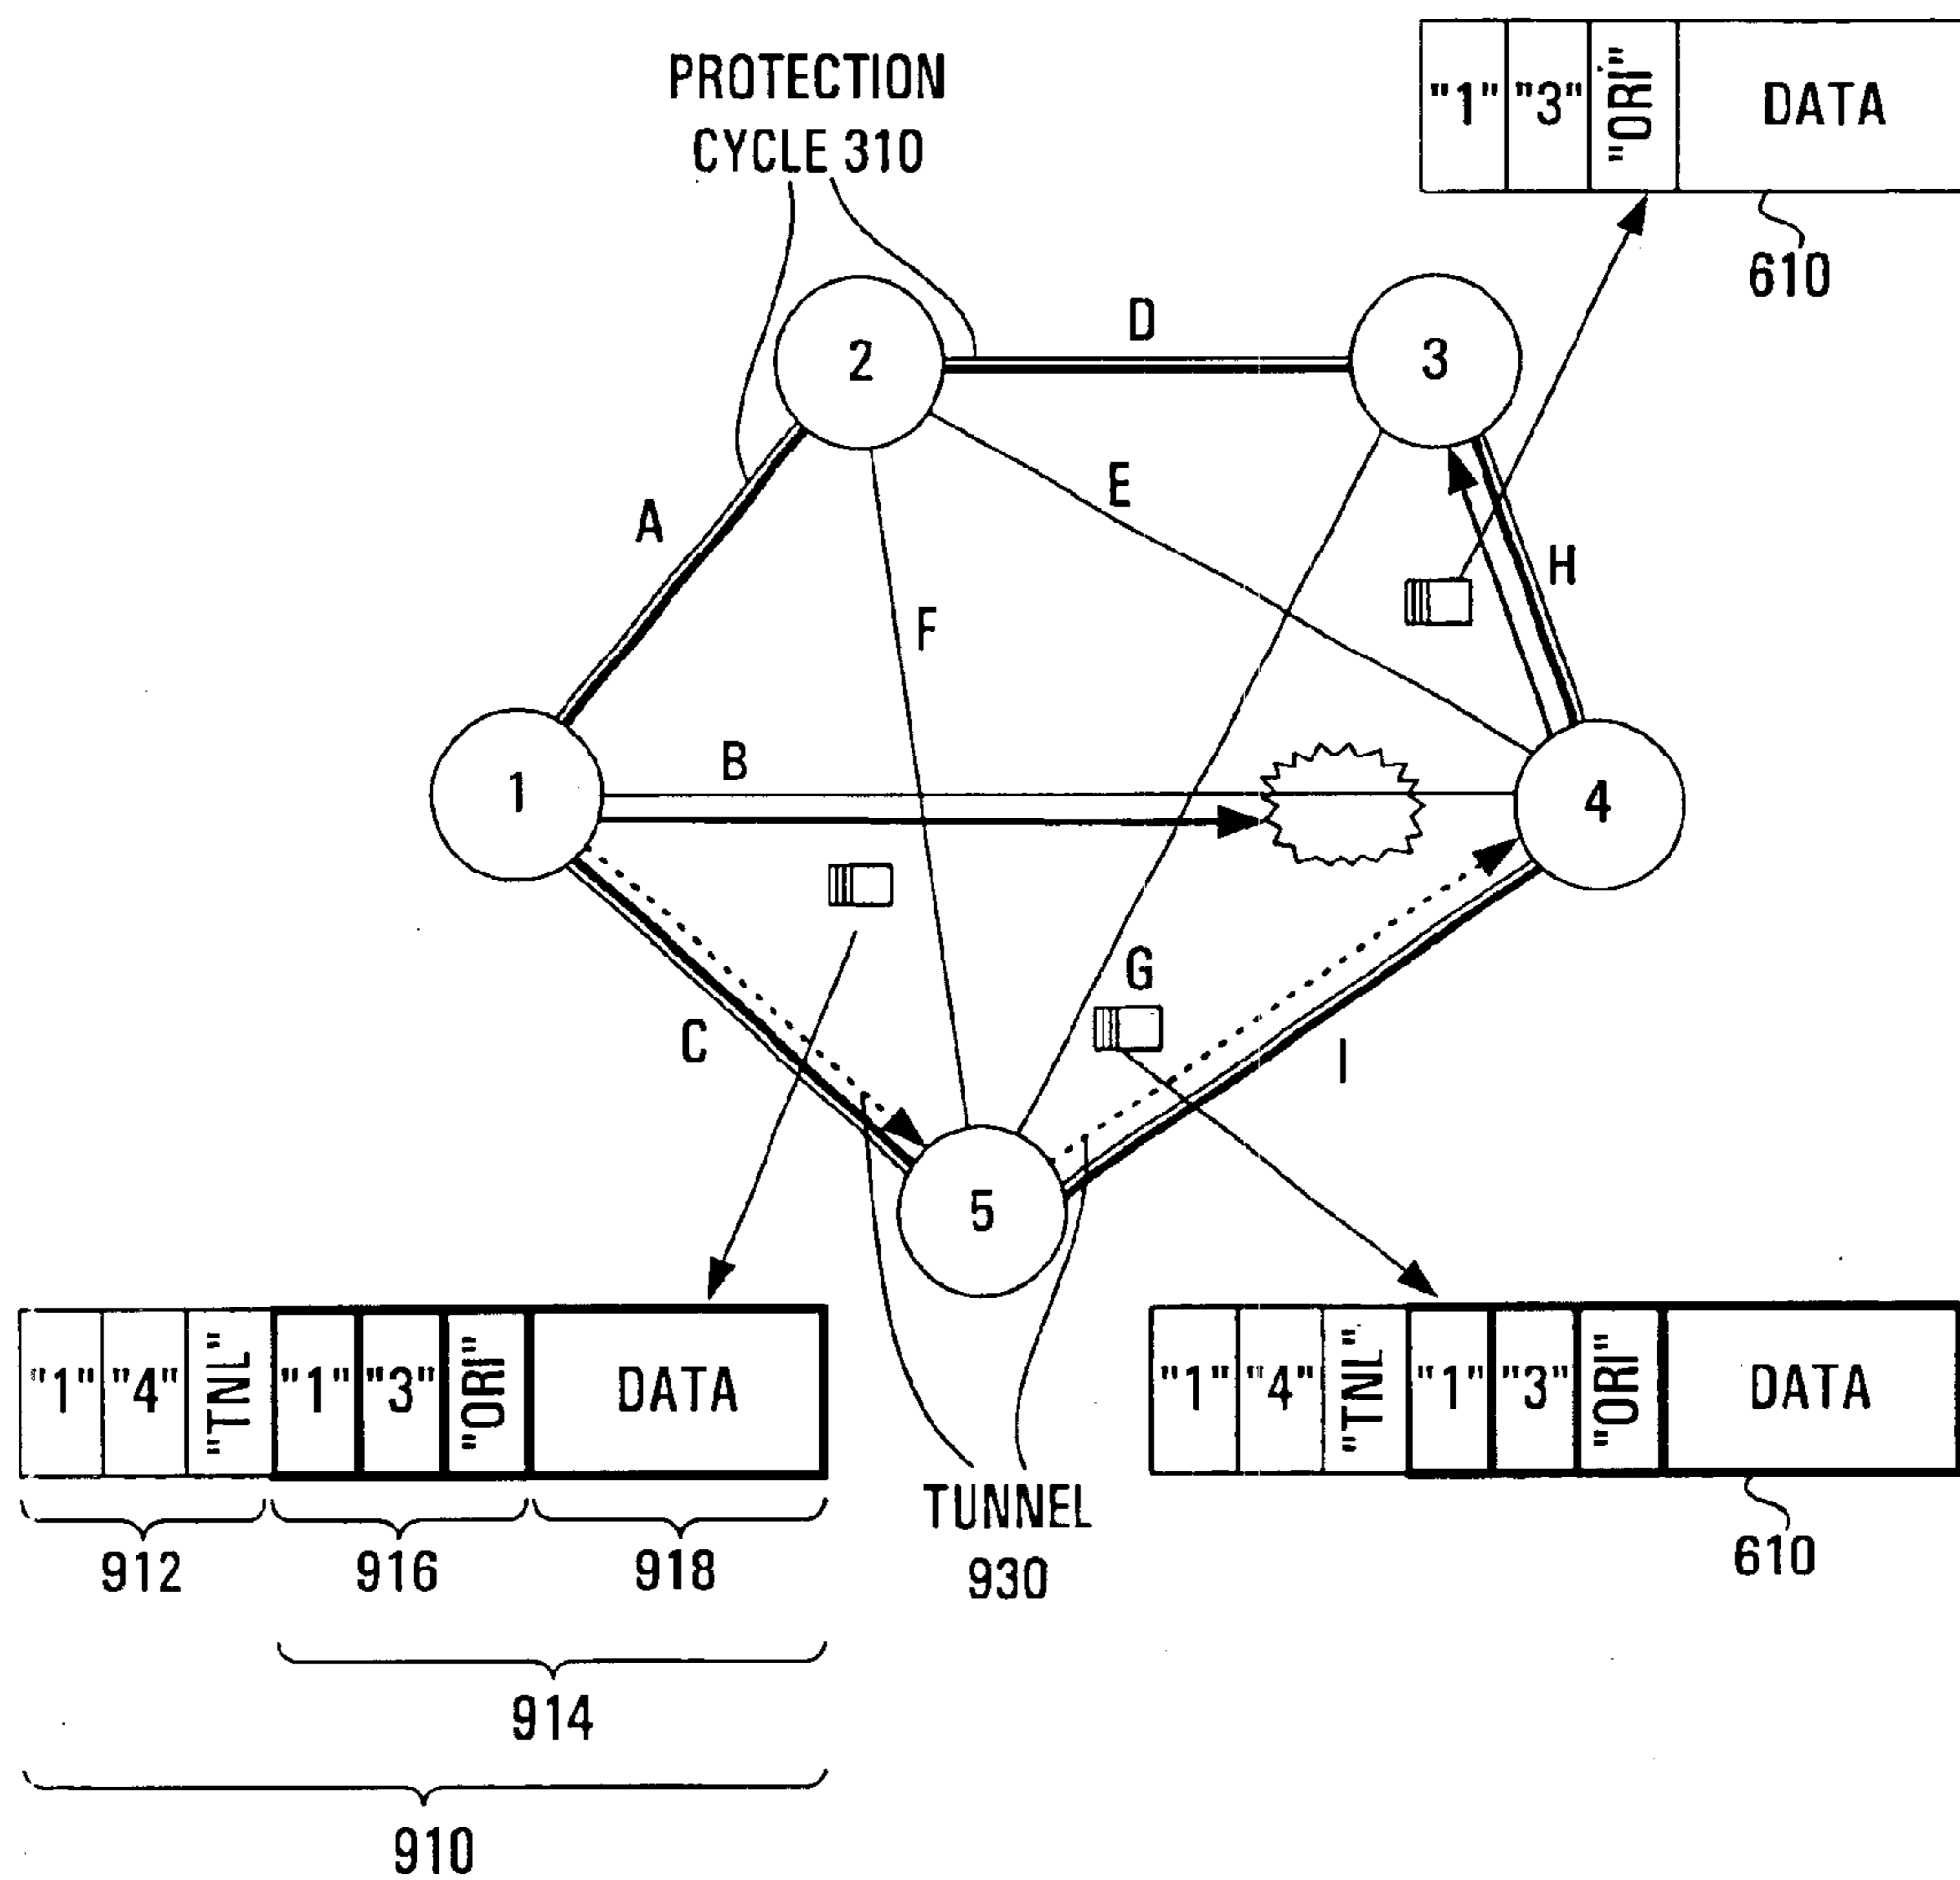 PROTECTION
CYCLE 310
"1" "3" "ORI" DATA
610
2
D
3
A
E
F
H
1
B
4
C
G
I
5
"1" "4" "TNL" "1" "3" "ORI" DATA
"1" "4" "TNL" "1" "3" "ORI" DATA
912
916
918
TUNNEL
930
610
914
910